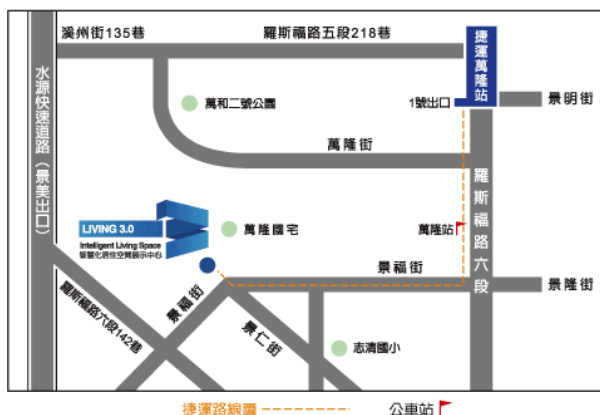 溪州街135巷
羅斯福路五段218巷
捷運萬隆站
水源快速道路（景美出口）
萬和二號公園
1號出口
景明街
萬隆街
羅斯福路六段
LIVING 3.0
Intelligent Living Space
智慧化居住空間展示中心
萬隆國宅
萬隆站
景福街
景隆街
景福街
羅斯福路六段142巷
景仁街
志清國小
捷運路線圖
公車站